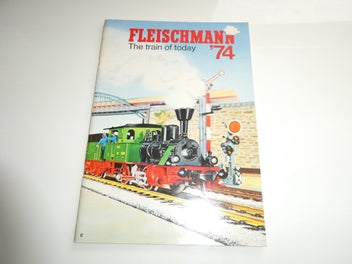 FLEISCHMANN
The train of today '74